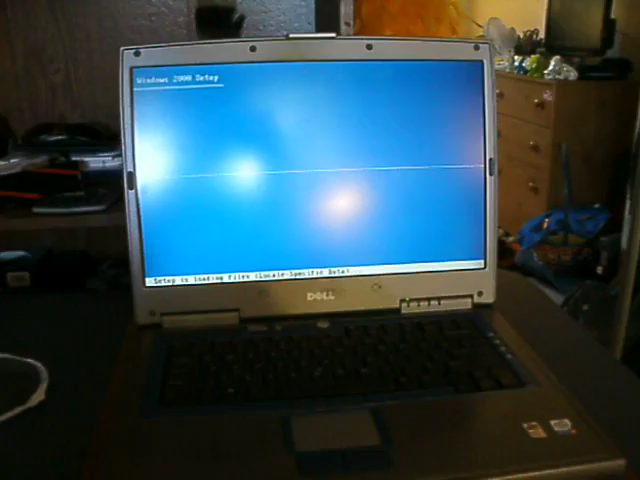 Windows 2000 Setup
Setup is loading files (Locale-Specific Data)
DELL